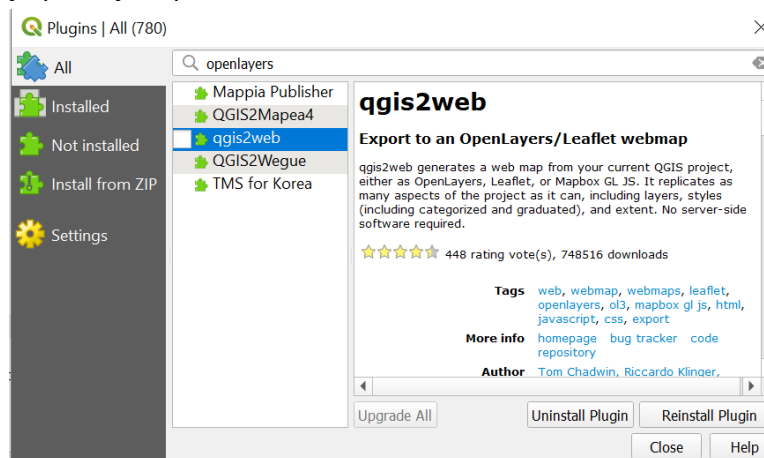 Plugins | All (780)
All
Installed
Not installed
Install from ZIP
Settings
openlayers
Mappia Publisher
QGIS2Mapea4
qgis2web
QGIS2Wegue
TMS for Korea
qgis2web
Export to an OpenLayers/Leaflet webmap
qgis2web generates a web map from your current QGIS project,
either as OpenLayers, Leaflet, or Mapbox GL JS. It replicates as
many aspects of the project as it can, including layers, styles
(including categorized and graduated), and extent. No server-side
software required.
448 rating vote(s), 748516 downloads
Tags web, webmap, webmaps, leaflet,
openlayers, ol3, mapbox gl js, html,
javascript, css, export
More info homepage bug tracker code
repository
Author Tom Chadwin, Riccardo Klinger,
Upgrade All Uninstall Plugin Reinstall Plugin
Close Help